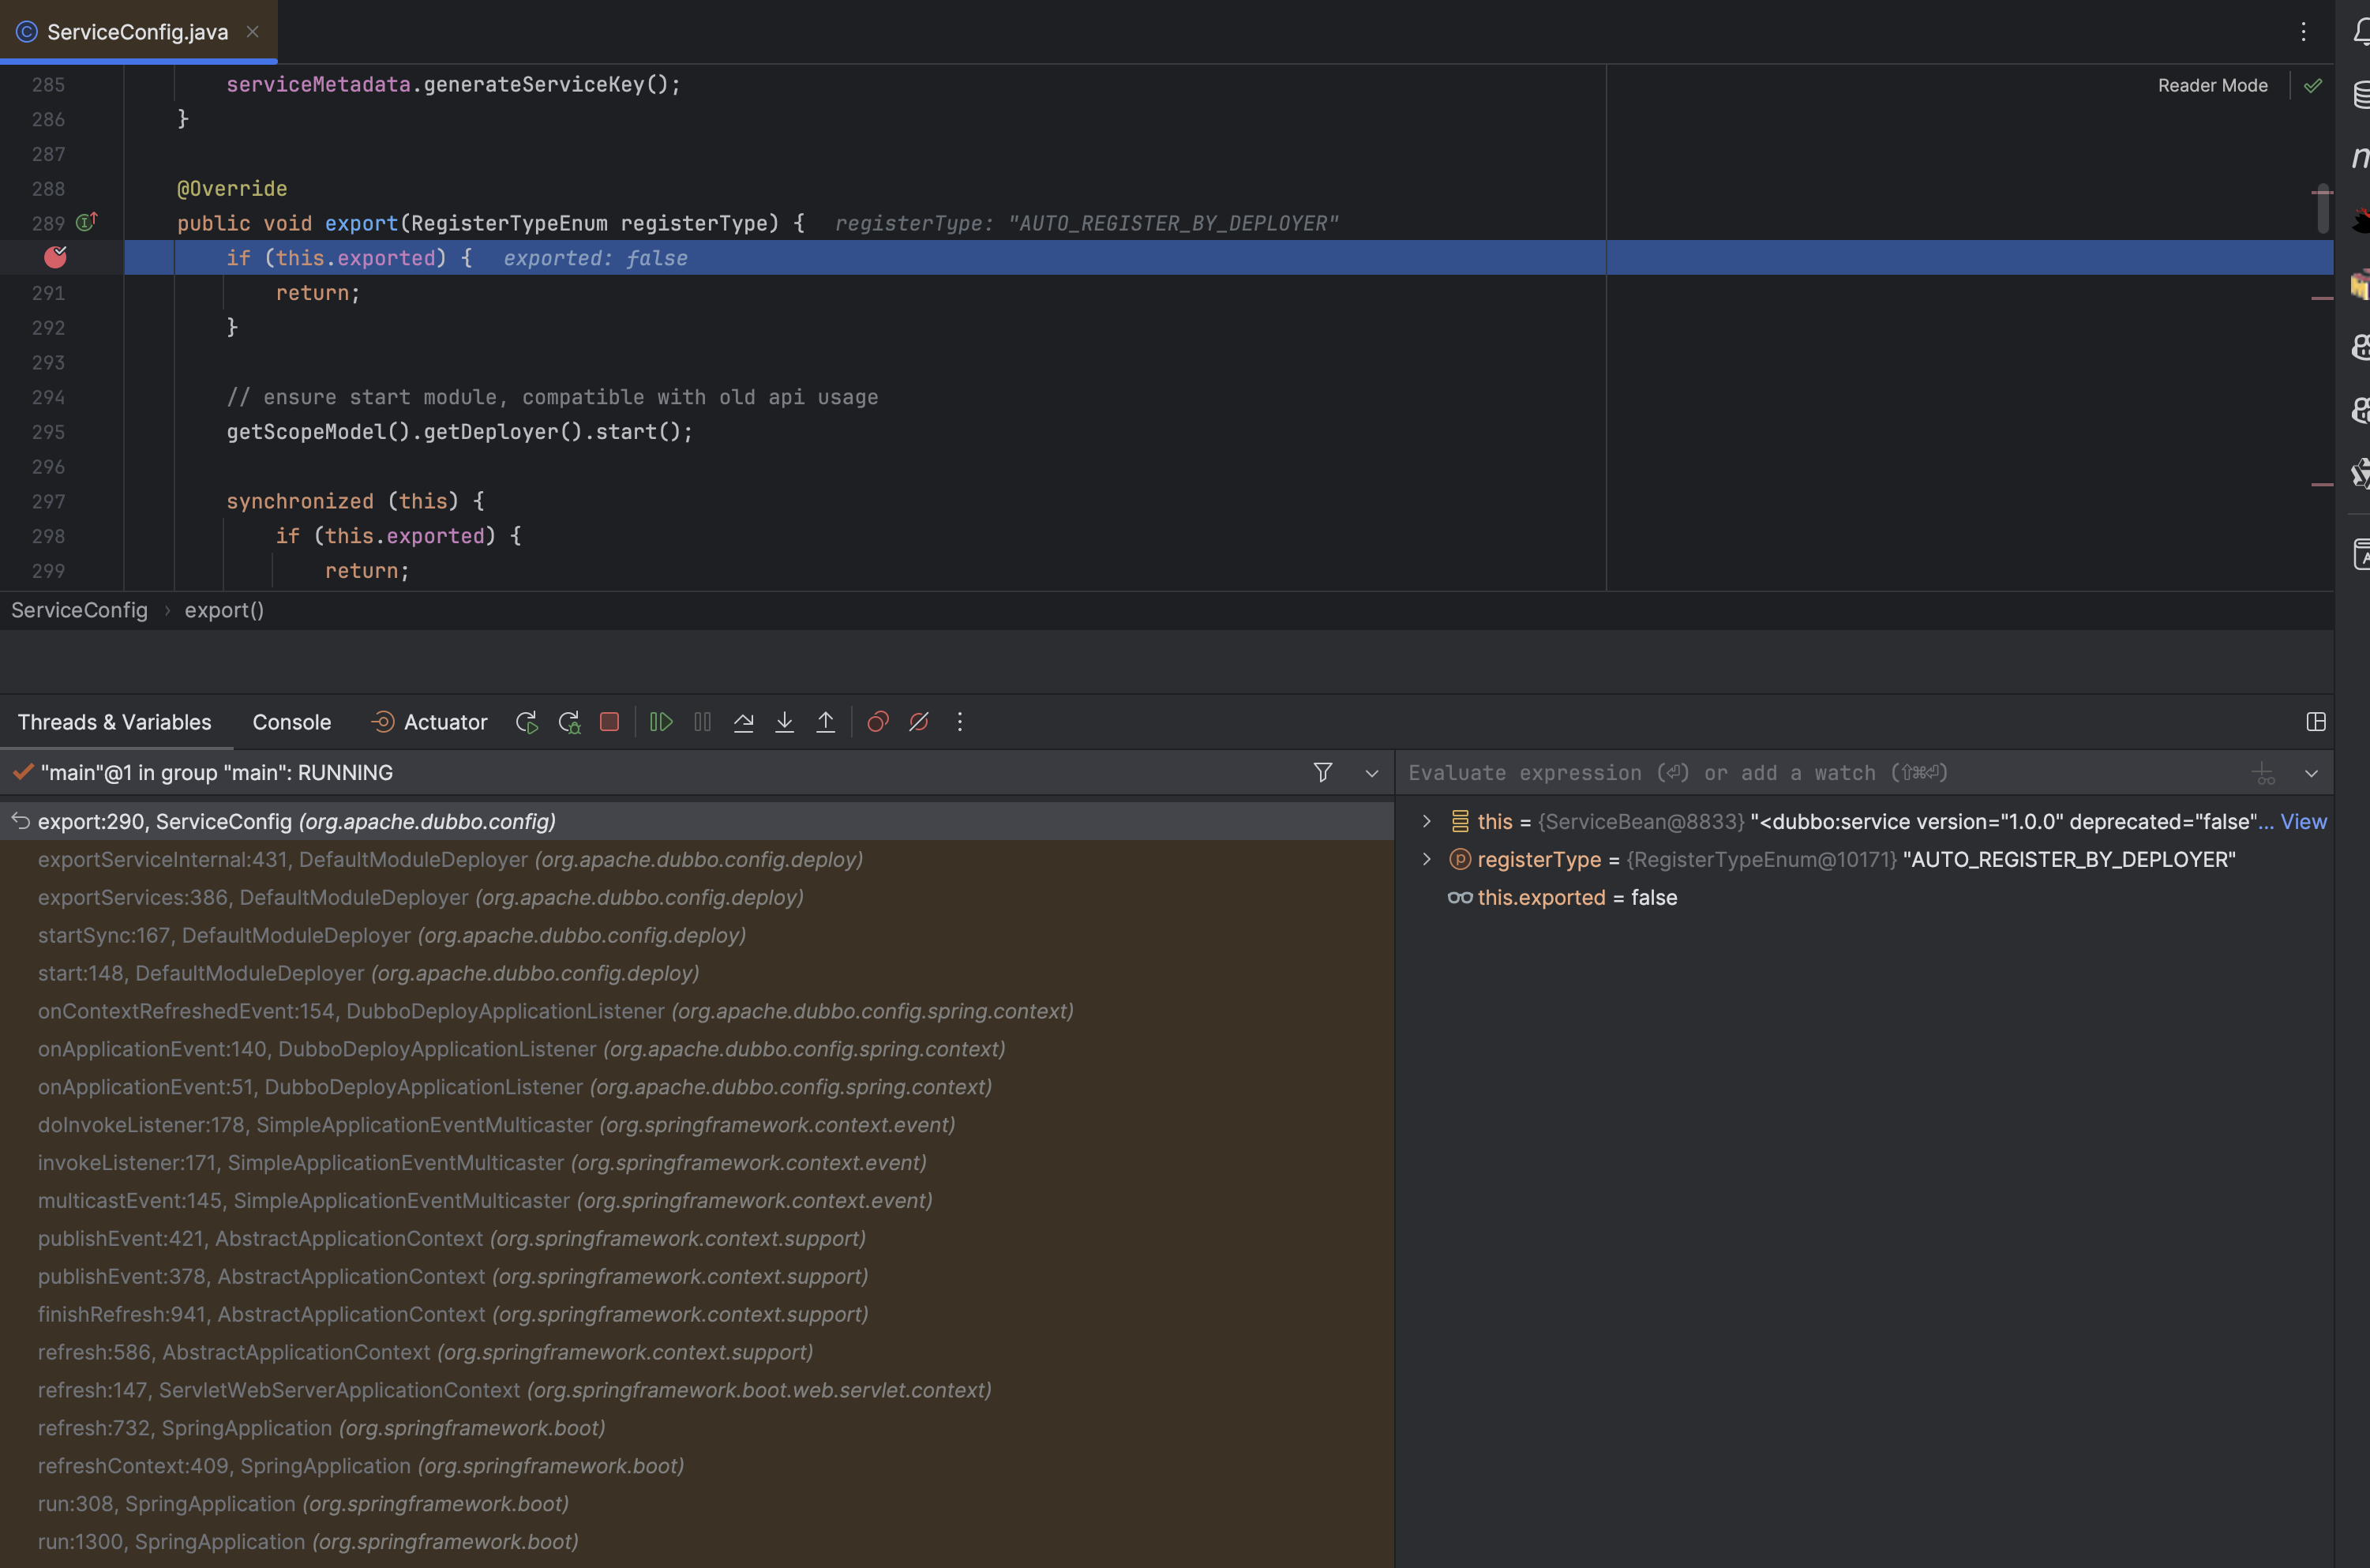 ServiceConfig.java
Reader Mode
285 serviceMetadata.generateServiceKey();
286 }
287
288 @Override
289 public void export(RegisterTypeEnum registerType) { registerType: "AUTO_REGISTER_BY_DEPLOYER"
if (this.exported) { exported: false
291 return;
292 }
293
294 // ensure start module, compatible with old api usage
295 getScopeModel().getDeployer().start();
296
297 synchronized (this) {
298 if (this.exported) {
299 return;
ServiceConfig › export()
Threads & Variables Console Actuator
"main"@1 in group "main": RUNNING
Evaluate expression (⏎) or add a watch (⇧⌘⏎)
export:290, ServiceConfig (org.apache.dubbo.config)
exportServiceInternal:431, DefaultModuleDeployer (org.apache.dubbo.config.deploy)
exportServices:386, DefaultModuleDeployer (org.apache.dubbo.config.deploy)
startSync:167, DefaultModuleDeployer (org.apache.dubbo.config.deploy)
start:148, DefaultModuleDeployer (org.apache.dubbo.config.deploy)
onContextRefreshedEvent:154, DubboDeployApplicationListener (org.apache.dubbo.config.spring.context)
onApplicationEvent:140, DubboDeployApplicationListener (org.apache.dubbo.config.spring.context)
onApplicationEvent:51, DubboDeployApplicationListener (org.apache.dubbo.config.spring.context)
doInvokeListener:178, SimpleApplicationEventMulticaster (org.springframework.context.event)
invokeListener:171, SimpleApplicationEventMulticaster (org.springframework.context.event)
multicastEvent:145, SimpleApplicationEventMulticaster (org.springframework.context.event)
publishEvent:421, AbstractApplicationContext (org.springframework.context.support)
publishEvent:378, AbstractApplicationContext (org.springframework.context.support)
finishRefresh:941, AbstractApplicationContext (org.springframework.context.support)
refresh:586, AbstractApplicationContext (org.springframework.context.support)
refresh:147, ServletWebServerApplicationContext (org.springframework.boot.web.servlet.context)
refresh:732, SpringApplication (org.springframework.boot)
refreshContext:409, SpringApplication (org.springframework.boot)
run:308, SpringApplication (org.springframework.boot)
run:1300, SpringApplication (org.springframework.boot)
this = {ServiceBean@8833} "<dubbo:service version="1.0.0" deprecated="false"... View
registerType = {RegisterTypeEnum@10171} "AUTO_REGISTER_BY_DEPLOYER"
this.exported = false